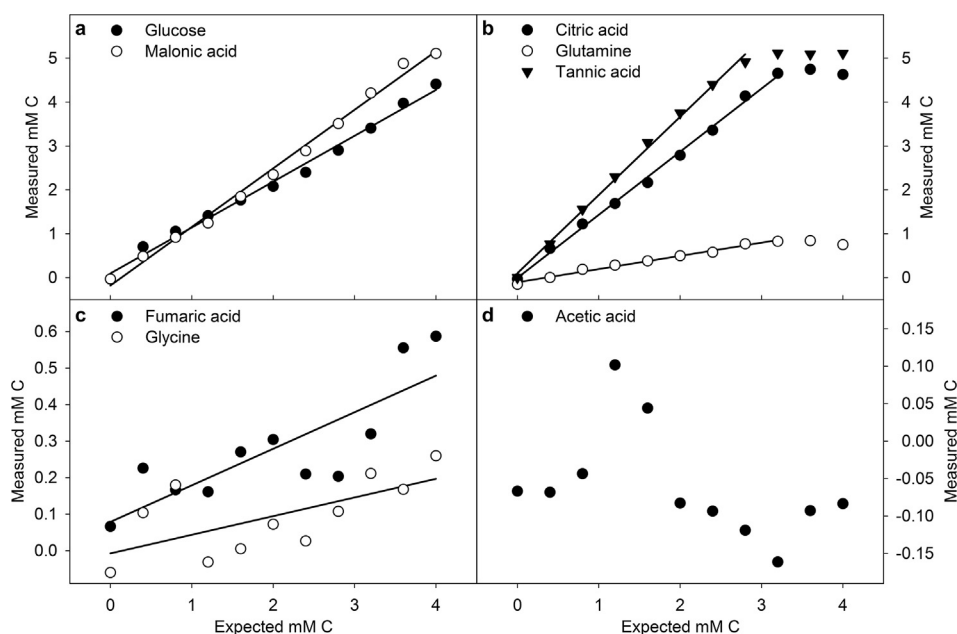 a
Glucose
Malonic acid
Measured mM C
5
4
3
2
1
0
b
Citric acid
Glutamine
Tannic acid
Measured mM C
5
4
3
2
1
0
c
Fumaric acid
Glycine
Measured mM C
0.6
0.5
0.4
0.3
0.2
0.1
0.0
0 1 2 3 4
Expected mM C
d
Acetic acid
0.15
0.10
0.05
0.00
-0.05
-0.10
-0.15
Measured mM C
0 1 2 3 4
Expected mM C